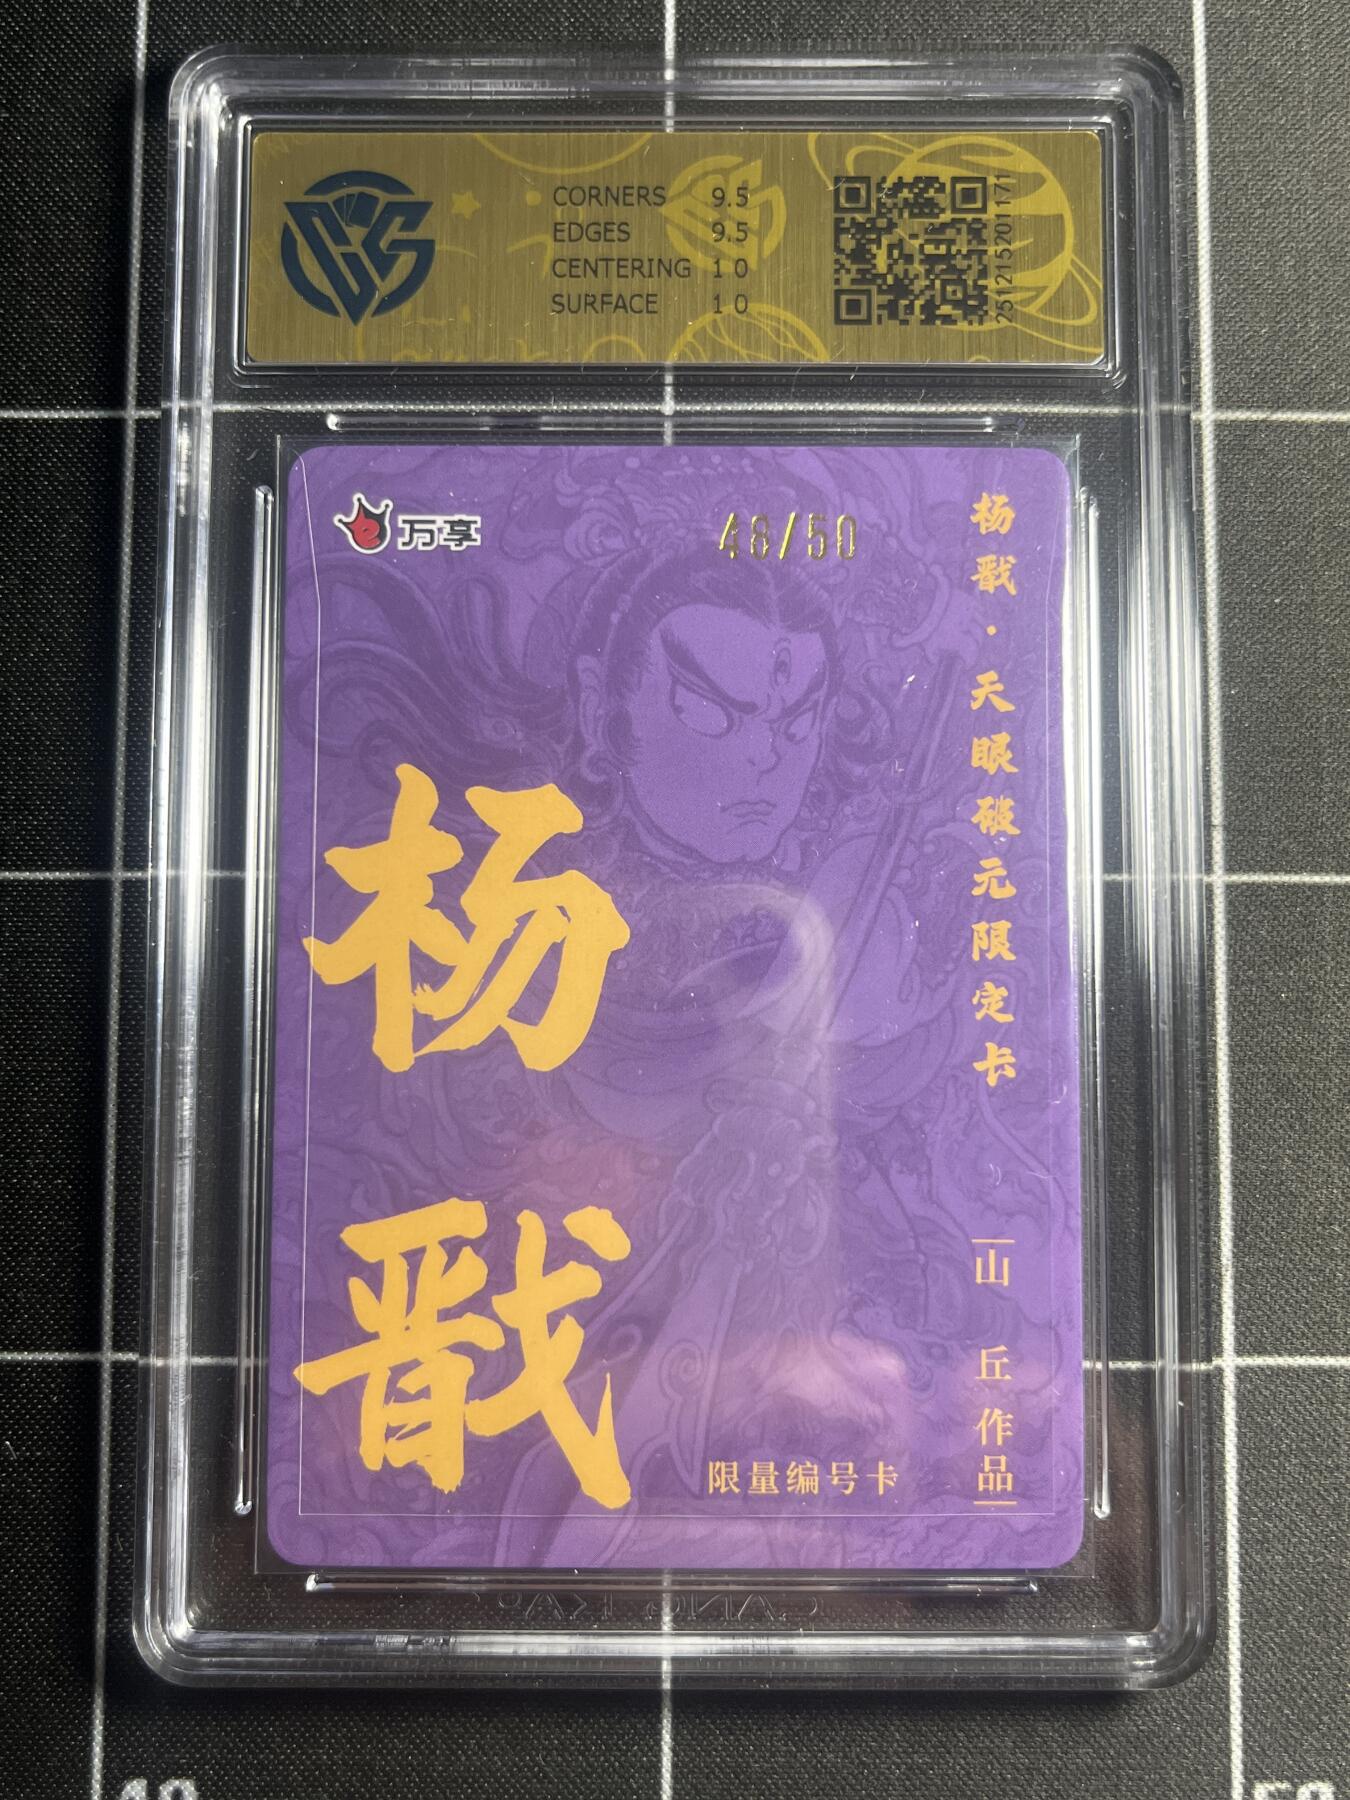 CORNERS 9.5
EDGES 9.5
CENTERING 10
SURFACE 10
251215201171
万享
48/50
杨戬·天眼破元限定卡
杨戬
山丘作品
限量编号卡